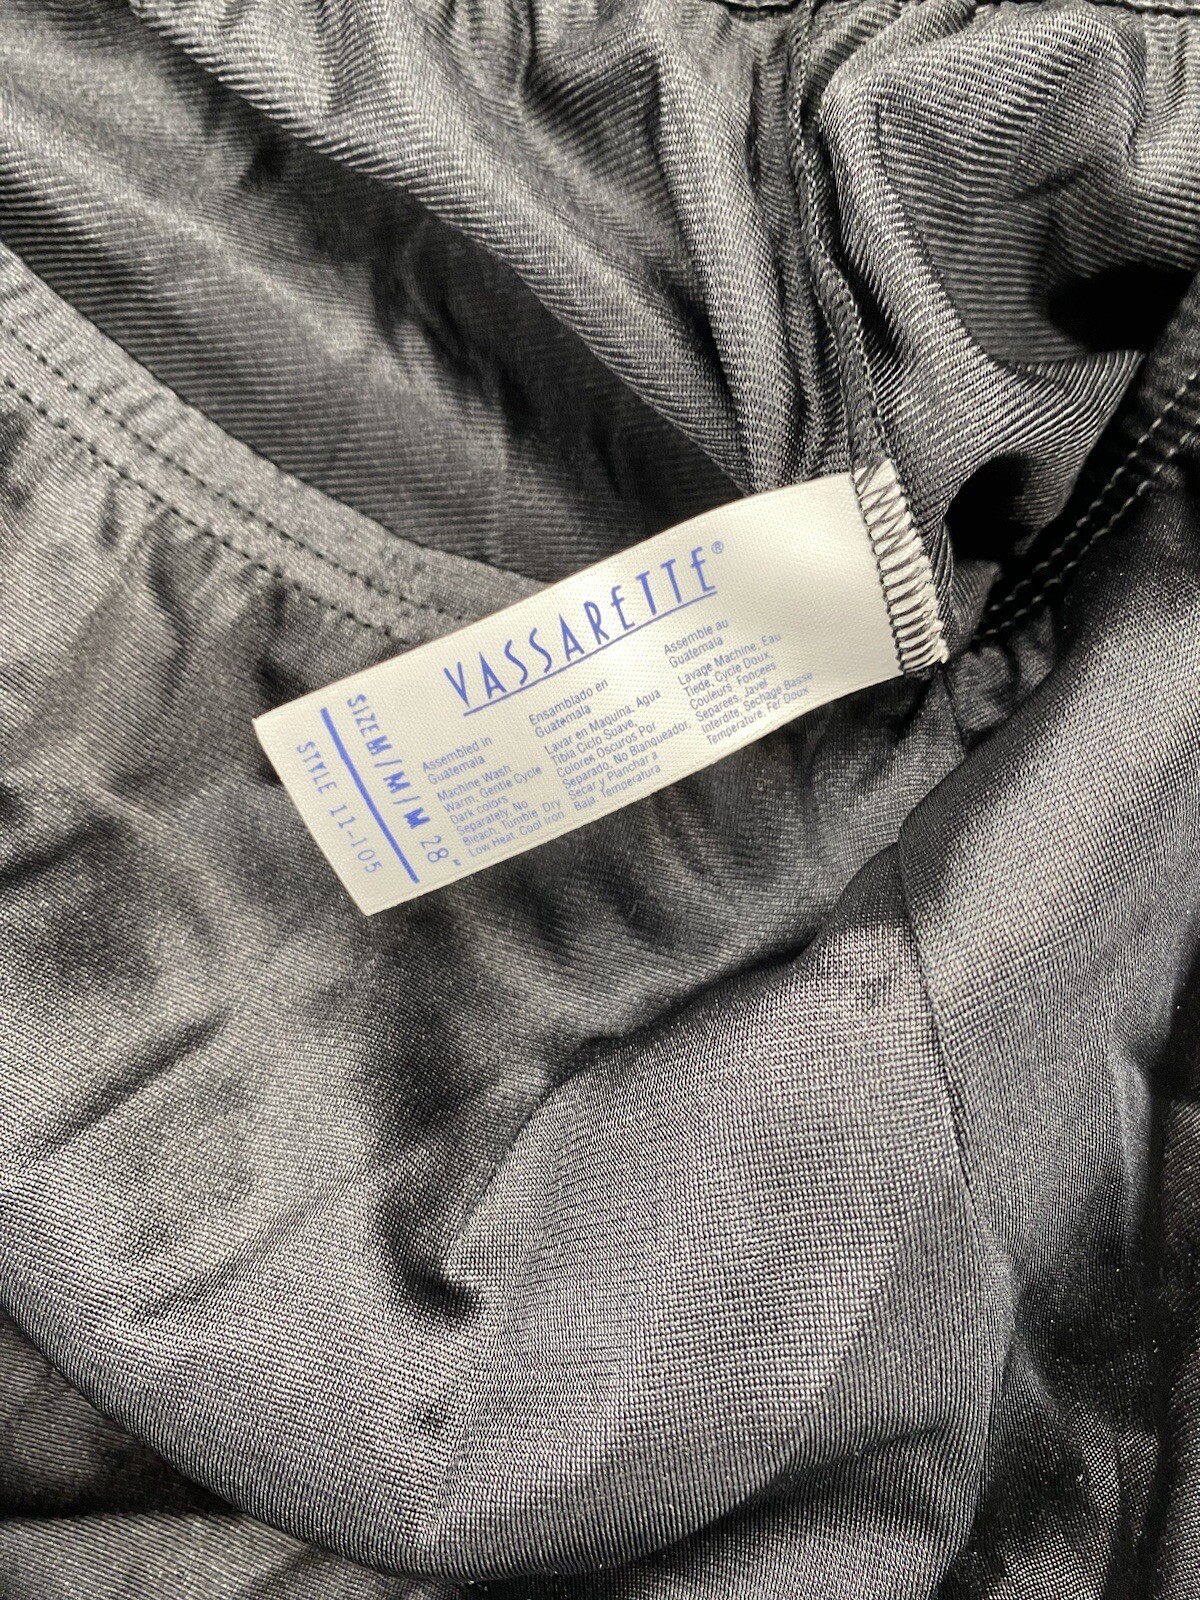 VASSARETTE®
SIZE M/M/M 28"
STYLE 11-105
Assembled in
Guatemala
Machine Wash
Warm, Gentle Cycle
Dark colors
Separately, No
Bleach, Tumble Dry
Low Heat, Cool Iron
Ensamblado en
Guatemala
Lavar en Maquina, Agua
Tibia Ciclo Suave,
Colores Oscuros Por
Separado, No Blanqueador,
Secar y Planchar a
Baja, Temperatura
Assemble au
Guatemala
Lavage Machine, Eau
Tiede, Cycle Doux,
Couleurs Foncees
Separees, Javel
Interdite, Sechage Basse
Temperature, Fer Doux